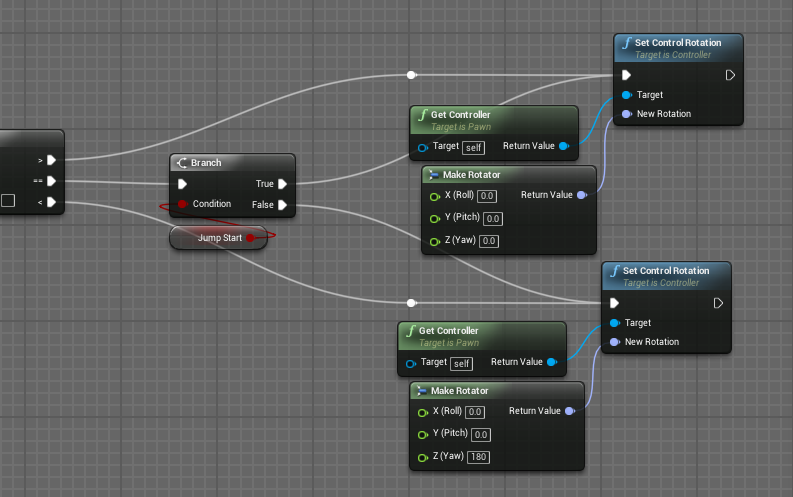 >
==
<
Branch
True
Condition
False
Jump Start
Set Control Rotation
Target is Controller
Target
New Rotation
Get Controller
Target is Pawn
Target self Return Value
Make Rotator
X (Roll) 0.0 Return Value
Y (Pitch) 0.0
Z (Yaw) 0.0
Set Control Rotation
Target is Controller
Target
New Rotation
Get Controller
Target is Pawn
Target self Return Value
Make Rotator
X (Roll) 0.0 Return Value
Y (Pitch) 0.0
Z (Yaw) 180